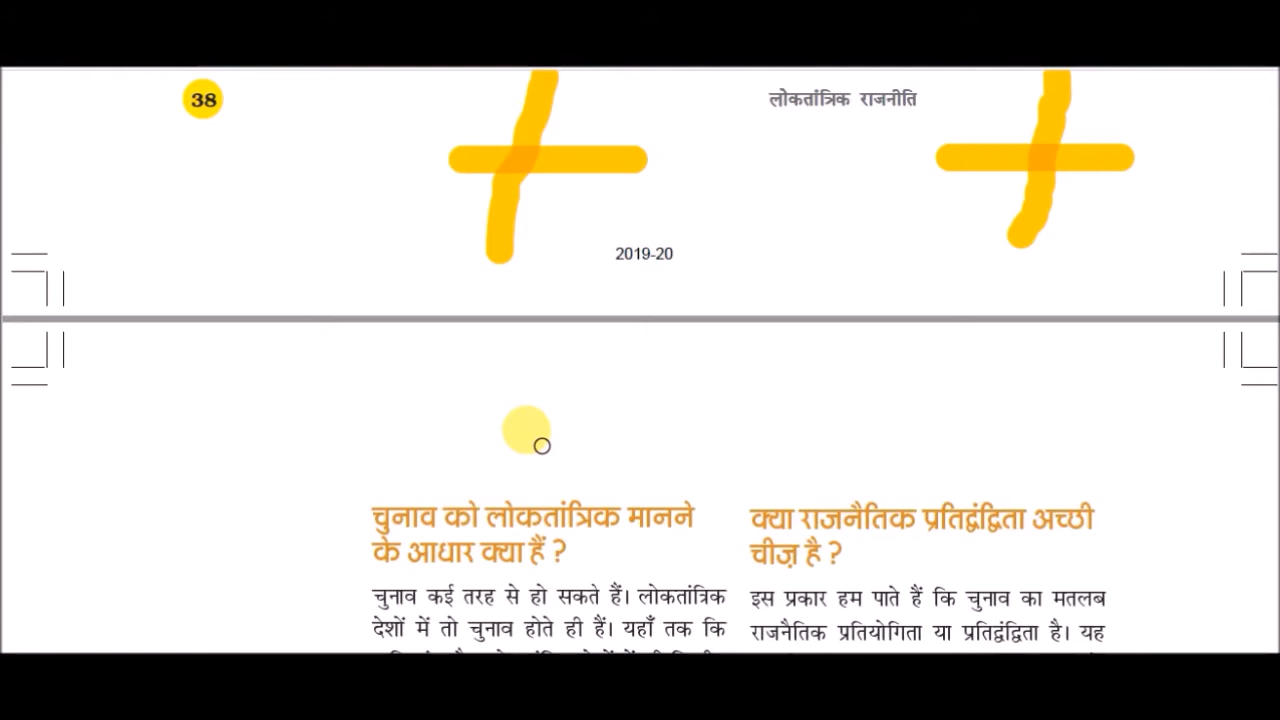 38
लोकतांत्रिक राजनीति
2019-20
चुनाव को लोकतांत्रिक मानने
के आधार क्या हैं ?
चुनाव कई तरह से हो सकते हैं। लोकतांत्रिक
देशों में तो चुनाव होते ही हैं। यहाँ तक कि
क्या राजनैतिक प्रतिद्वंद्विता अच्छी
चीज़ है ?
इस प्रकार हम पाते हैं कि चुनाव का मतलब
राजनैतिक प्रतियोगिता या प्रतिद्वंद्विता है। यह